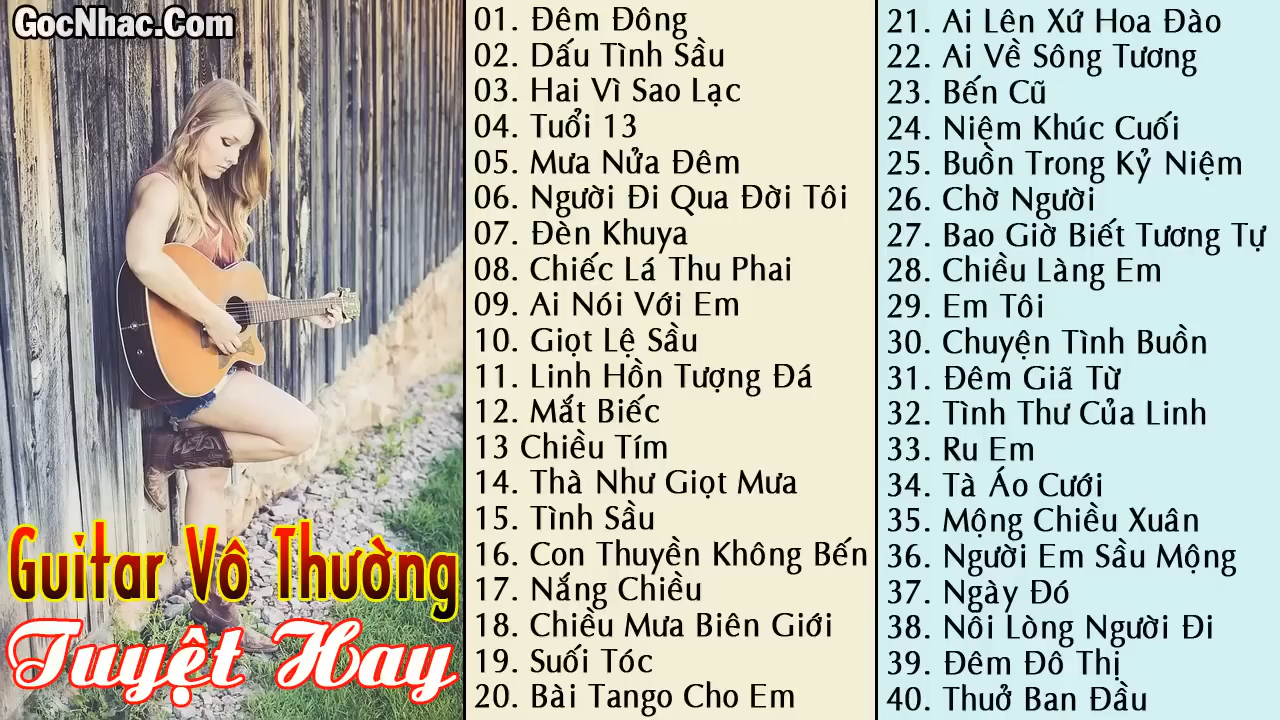 GocNhac.Com
Guitar Vô Thường
Tuyệt Hay
01. Đêm Đông
02. Dấu Tình Sầu
03. Hai Vì Sao Lạc
04. Tuổi 13
05. Mưa Nửa Đêm
06. Người Đi Qua Đời Tôi
07. Đèn Khuya
08. Chiếc Lá Thu Phai
09. Ai Nói Với Em
10. Giọt Lệ Sầu
11. Linh Hồn Tượng Đá
12. Mắt Biếc
13 Chiều Tím
14. Thà Như Giọt Mưa
15. Tình Sầu
16. Con Thuyền Không Bến
17. Nắng Chiều
18. Chiều Mưa Biên Giới
19. Suối Tóc
20. Bài Tango Cho Em
21. Ai Lên Xứ Hoa Đào
22. Ai Về Sông Tương
23. Bến Cũ
24. Niệm Khúc Cuối
25. Buồn Trong Kỷ Niệm
26. Chờ Người
27. Bao Giờ Biết Tương Tự
28. Chiều Làng Em
29. Em Tôi
30. Chuyện Tình Buồn
31. Đêm Giã Từ
32. Tình Thư Của Linh
33. Ru Em
34. Tà Áo Cưới
35. Mộng Chiều Xuân
36. Người Em Sầu Mộng
37. Ngày Đó
38. Nôi Lòng Người Đi
39. Đêm Đô Thị
40. Thuở Ban Đầu